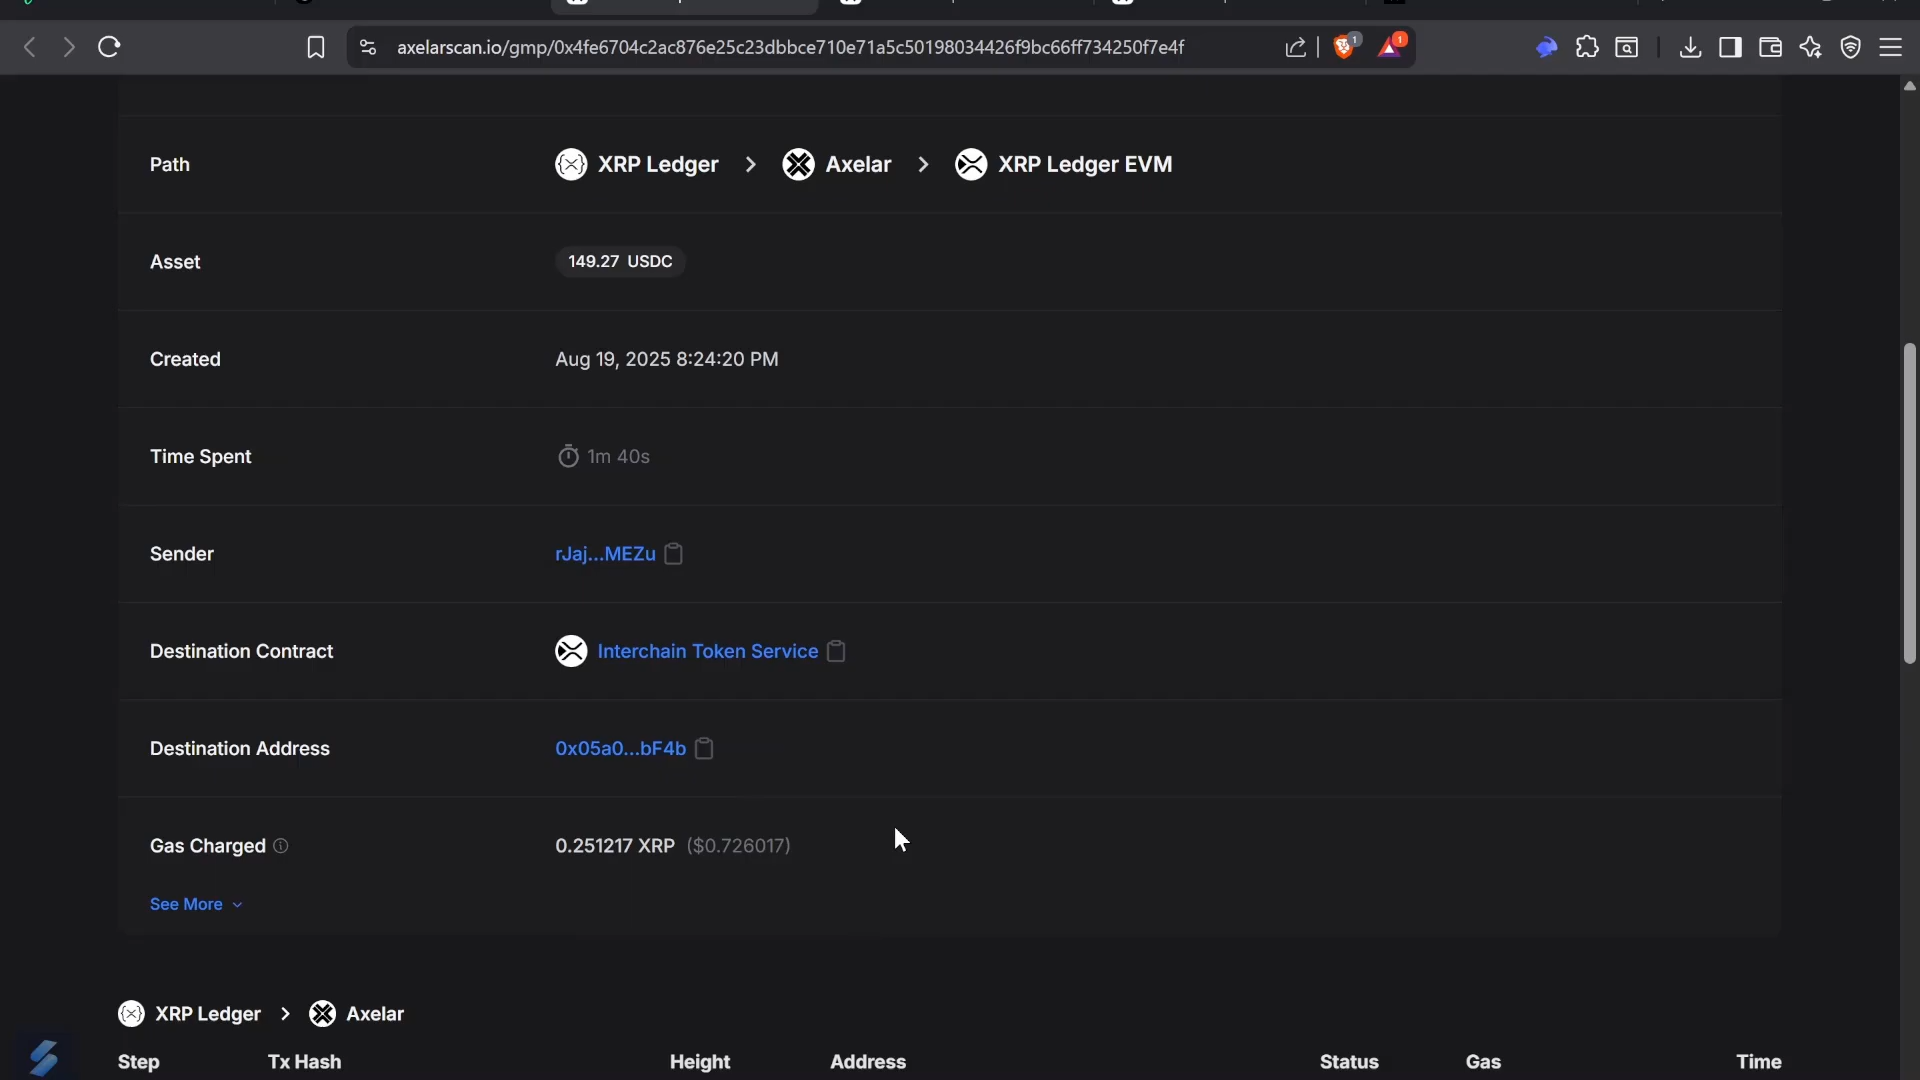 axelarscan.io/gmp/0x4fe6704c2ac876e25c23dbbce710e71a5c50198034426f9bc66ff734250f7e4f
1
1
Path
XRP Ledger > Axelar > XRP Ledger EVM
Asset
149.27 USDC
Created
Aug 19, 2025 8:24:20 PM
Time Spent
1m 40s
Sender
rJaj...MEZu
Destination Contract
Interchain Token Service
Destination Address
0x05a0...bF4b
Gas Charged
0.251217 XRP ($0.726017)
See More
XRP Ledger > Axelar
Step Tx Hash Height Address Status Gas Time